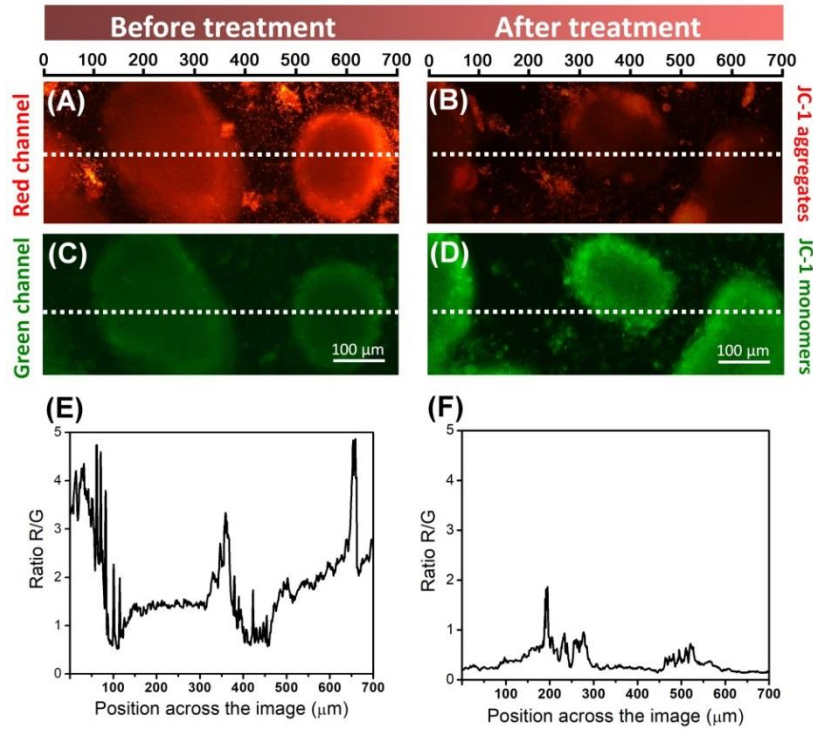 Before treatment
After treatment
0 100 200 300 400 500 600 700
0 100 200 300 400 500 600 700
(A)
(B)
Red channel
JC-1 aggregates
(C)
(D)
Green channel
JC-1 monomers
100 μm
100 μm
(E)
(F)
5
4
3
2
1
0
Ratio R/G
100 200 300 400 500 600 700
Position across the image (μm)
5
4
3
2
1
0
Ratio R/G
0 100 200 300 400 500 600 700
Position across the image (μm)